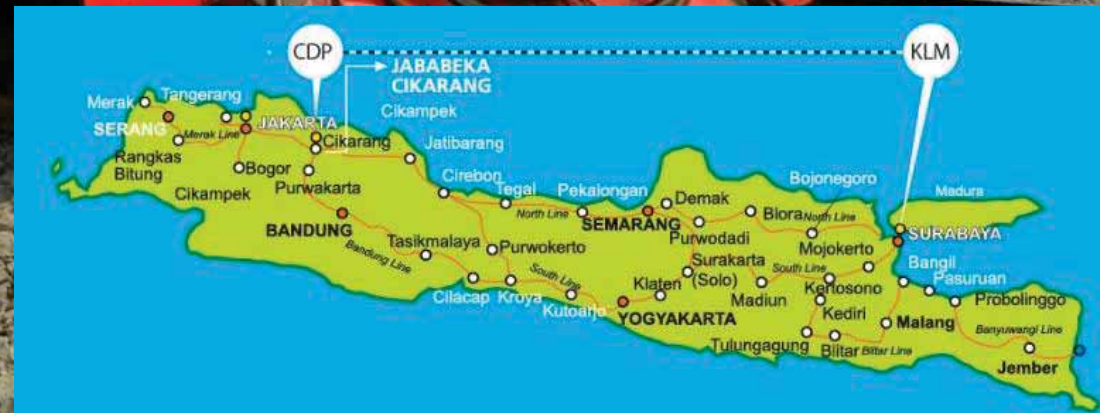 CDP
KLM
JABABEKA
CIKARANG
Merak
Tangerang
Cikampek
SERANG
Merak Line
JAKARTA
Cikarang
Jatibarang
Rangkas
Bitung
Bogor
Cikampek
Purwakarta
Cirebon
Tegal
Pekalongan
Demak
Bojonegoro
Madura
BANDUNG
North Line
SEMARANG
Blora
North Line
SURABAYA
Bandung Line
Tasikmalaya
Purwokerto
Purwodadi
Mojokerto
Surakarta
(Solo)
South Line
Bangil
Cilacap
Kroya
South Line
Klaten
Madiun
Kertosono
Pasuruan
Kutoarjo
YOGYAKARTA
Kediri
Malang
Probolinggo
Tulungagung
Blitar
Blitar Line
Banyuwangi Line
Jember